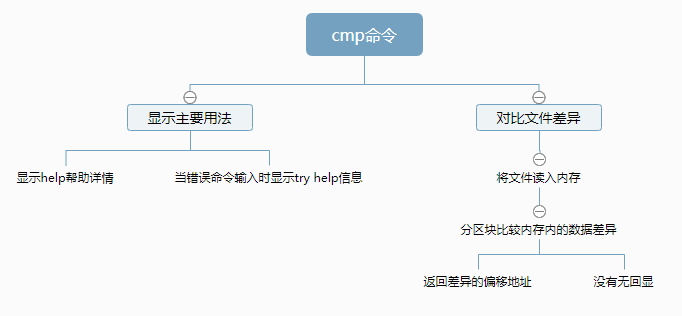 cmp命令
显示主要用法
对比文件差异
显示help帮助详情
当错误命令输入时显示try help信息
将文件读入内存
分区块比较内存内的数据差异
返回差异的偏移地址
没有无回显